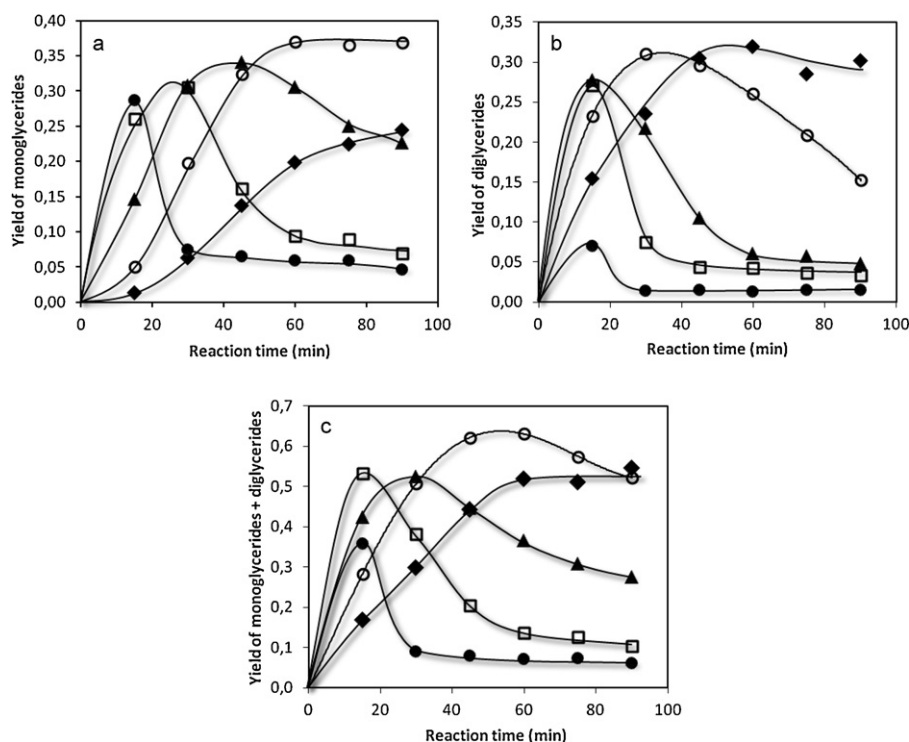 a
Yield of monoglycerides
0,40
0,35
0,30
0,25
0,20
0,15
0,10
0,05
0,00
0 20 40 60 80 100
Reaction time (min)
b
Yield of diglycerides
0,35
0,30
0,25
0,20
0,15
0,10
0,05
0,00
0 20 40 60 80 100
Reaction time (min)
c
Yield of monoglycerides + diglycerides
0,7
0,6
0,5
0,4
0,3
0,2
0,1
0,0
0 20 40 60 80 100
Reaction time (min)